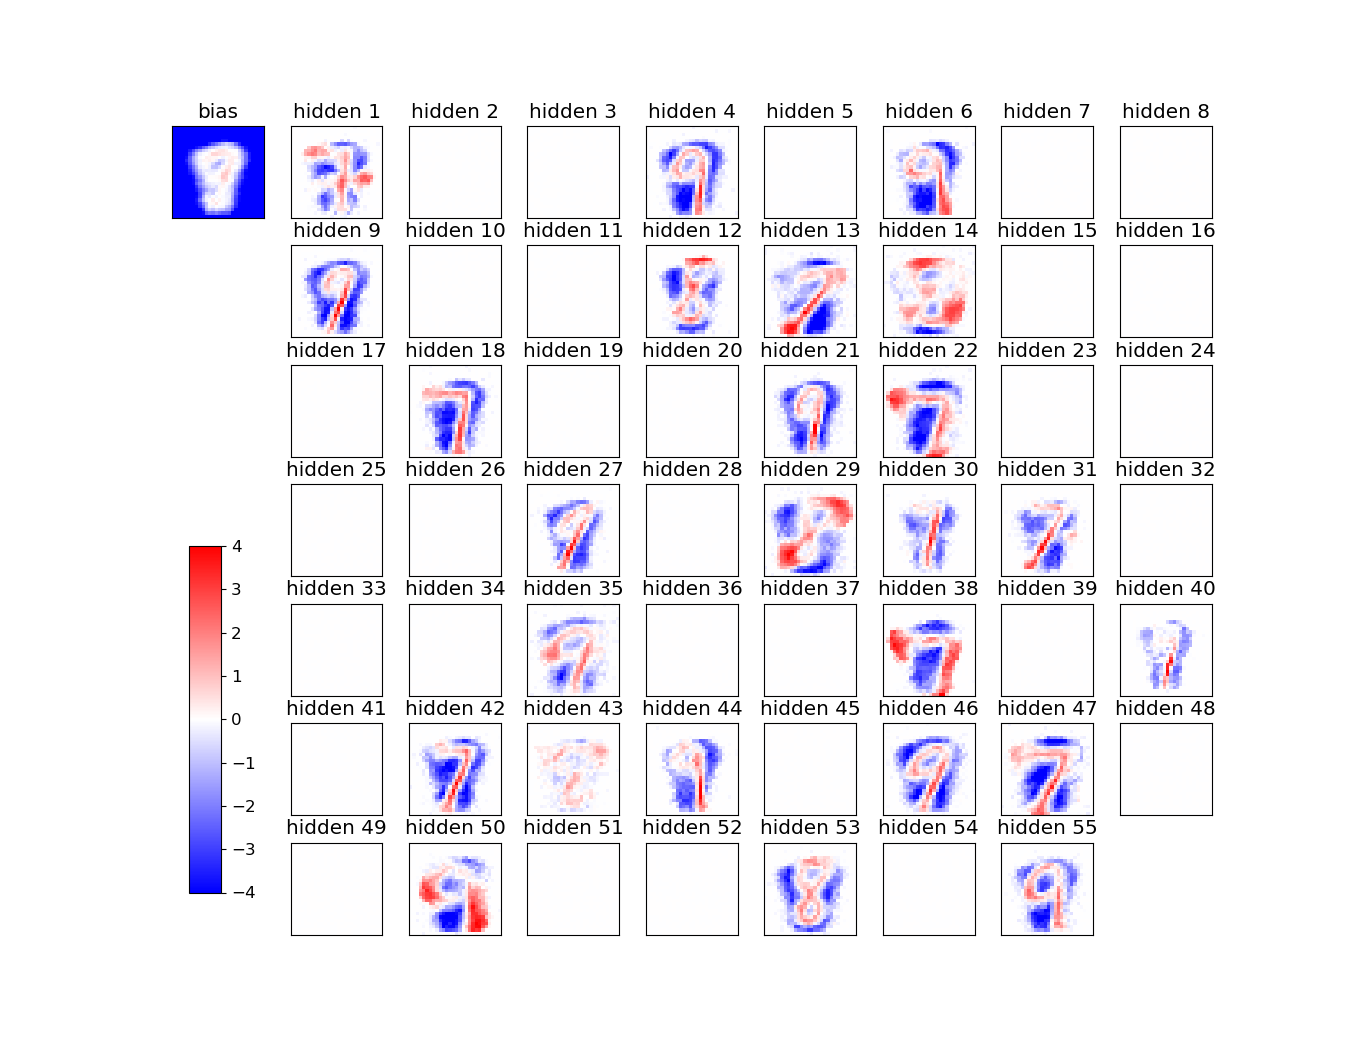 bias hidden 1 hidden 2 hidden 3 hidden 4 hidden 5 hidden 6 hidden 7 hidden 8
hidden 9 hidden 10 hidden 11 hidden 12 hidden 13 hidden 14 hidden 15 hidden 16
hidden 17 hidden 18 hidden 19 hidden 20 hidden 21 hidden 22 hidden 23 hidden 24
hidden 25 hidden 26 hidden 27 hidden 28 hidden 29 hidden 30 hidden 31 hidden 32
4
3
2
1
0
−1
−2
−3
−4
hidden 33 hidden 34 hidden 35 hidden 36 hidden 37 hidden 38 hidden 39 hidden 40
hidden 41 hidden 42 hidden 43 hidden 44 hidden 45 hidden 46 hidden 47 hidden 48
hidden 49 hidden 50 hidden 51 hidden 52 hidden 53 hidden 54 hidden 55